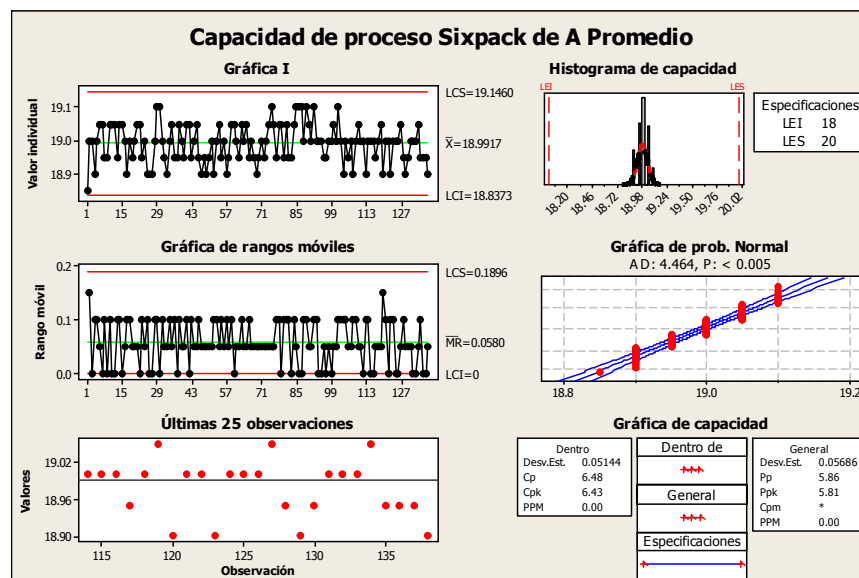 Capacidad de proceso Sixpack de A Promedio
Gráfica I
Valor individual
19.1
19.0
18.9
1 15 29 43 57 71 85 99 113 127
LCS=19.1460
X=18.9917
LCI=18.8373
Gráfica de rangos móviles
Rango móvil
0.2
0.1
0.0
1 15 29 43 57 71 85 99 113 127
LCS=0.1896
MR=0.0580
LCI=0
Últimas 25 observaciones
Valores
19.02
18.96
18.90
115 120 125 130 135
Observación
Histograma de capacidad
LEI LES
18.20 18.46 18.72 18.98 19.24 19.50 19.76 20.02
Especificaciones
LEI 18
LES 20
Gráfica de prob. Normal
AD: 4.464, P: < 0.005
18.8 19.0 19.2
Gráfica de capacidad
Dentro
Desv.Est. 0.05144
Cp 6.48
Cpk 6.43
PPM 0.00
Dentro de
General
Especificaciones
General
Desv.Est. 0.05686
Pp 5.86
Ppk 5.81
Cpm *
PPM 0.00